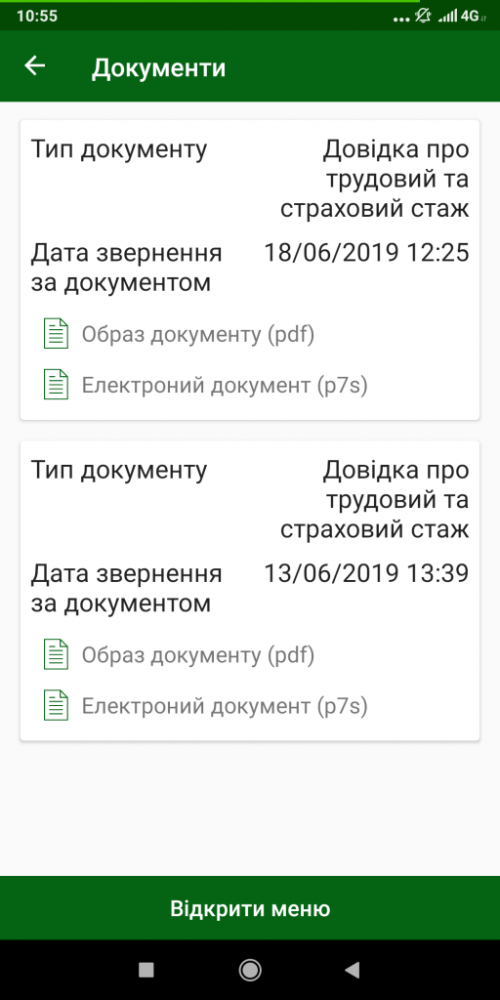 10:55
4G
Документи
Тип документу
Довідка про
трудовий та
страховий стаж
Дата звернення
за документом
18/06/2019 12:25
Образ документу (pdf)
Електроний документ (p7s)
Тип документу
Довідка про
трудовий та
страховий стаж
Дата звернення
за документом
13/06/2019 13:39
Образ документу (pdf)
Електроний документ (p7s)
Відкрити меню